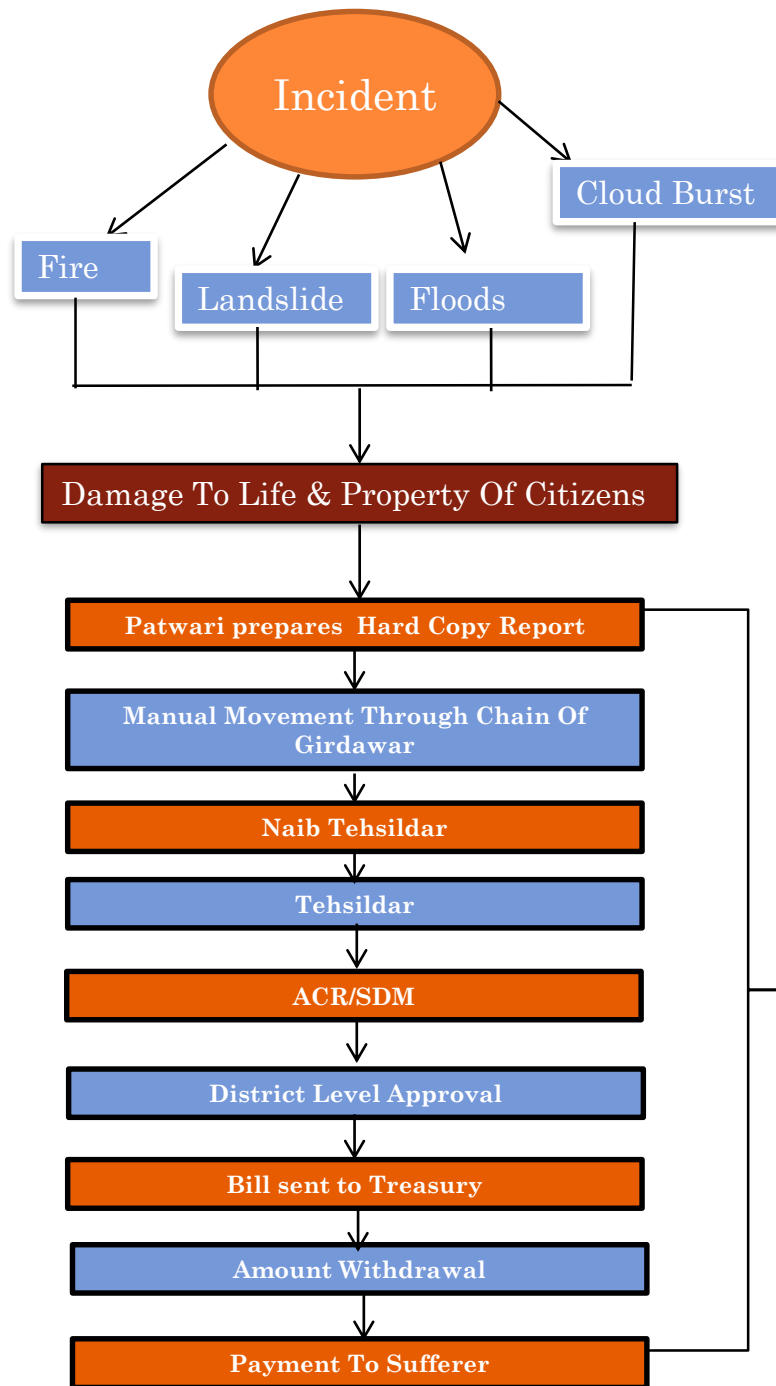 Incident
Cloud Burst
Fire
Landslide
Floods
Damage To Life & Property Of Citizens
Patwari prepares Hard Copy Report
Manual Movement Through Chain Of
Girdawar
Naib Tehsildar
Tehsildar
ACR/SDM
District Level Approval
Bill sent to Treasury
Amount Withdrawal
Payment To Sufferer